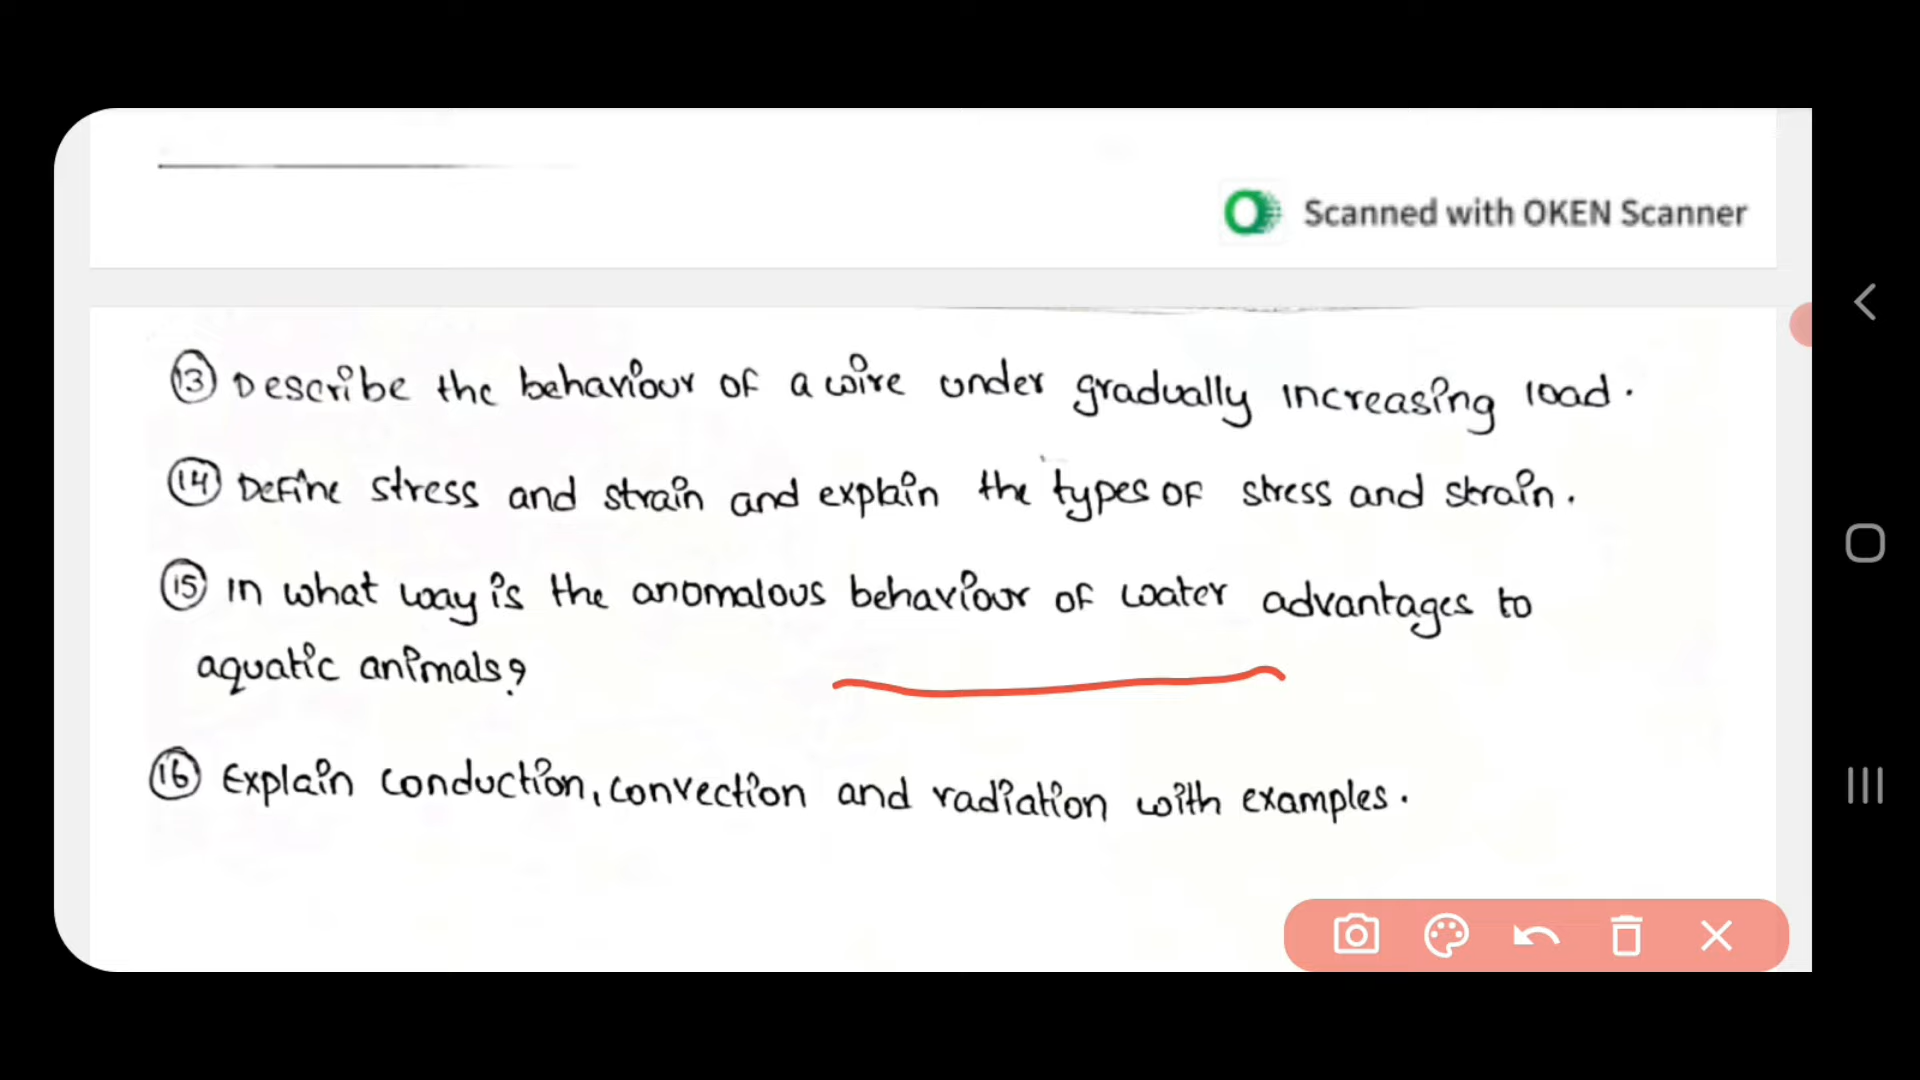 Scanned with OKEN Scanner
13 Describe the behaviour of a wire under gradually increasing load.
14 Define stress and strain and explain the types of stress and strain.
15 In what way is the anomalous behaviour of water advantages to
aquatic animals?
16 Explain conduction, convection and radiation with examples.